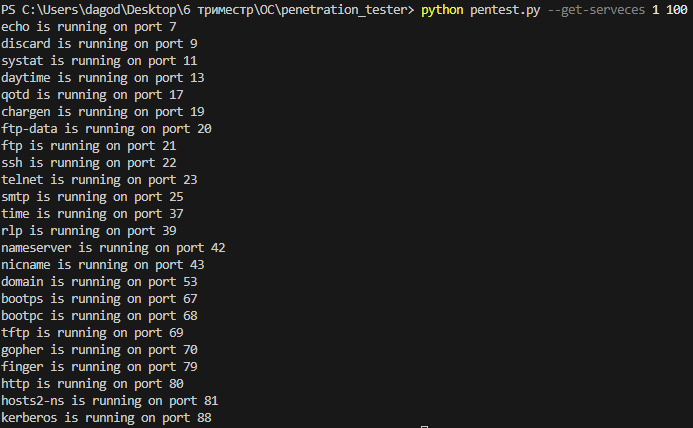 PS C:\Users\dagod\Desktop\6 триместр\ОС\penetration_tester> python pentest.py --get-serveces 1 100
echo is running on port 7
discard is running on port 9
systat is running on port 11
daytime is running on port 13
qotd is running on port 17
chargen is running on port 19
ftp-data is running on port 20
ftp is running on port 21
ssh is running on port 22
telnet is running on port 23
smtp is running on port 25
time is running on port 37
rlp is running on port 39
nameserver is running on port 42
nicname is running on port 43
domain is running on port 53
bootps is running on port 67
bootpc is running on port 68
tftp is running on port 69
gopher is running on port 70
finger is running on port 79
http is running on port 80
hosts2-ns is running on port 81
kerberos is running on port 88